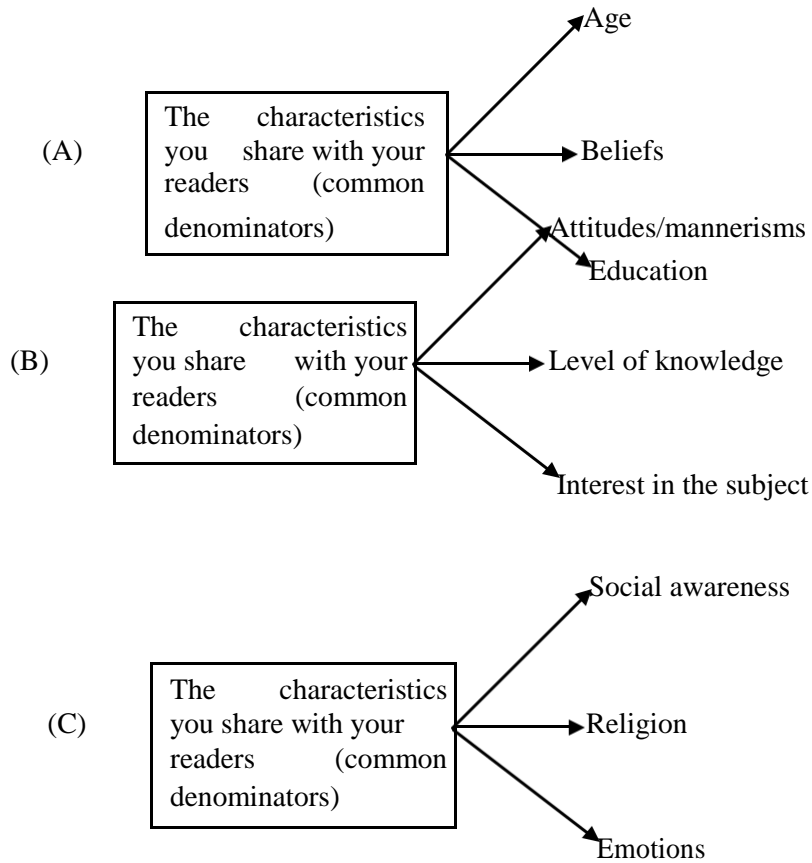 Age
(A)
The characteristics
you share with your
readers (common
denominators)
Beliefs
Attitudes/mannerisms
Education
(B)
The characteristics
you share with your
readers (common
denominators)
Level of knowledge
Interest in the subject
Social awareness
(C)
The characteristics
you share with your
readers (common
denominators)
Religion
Emotions